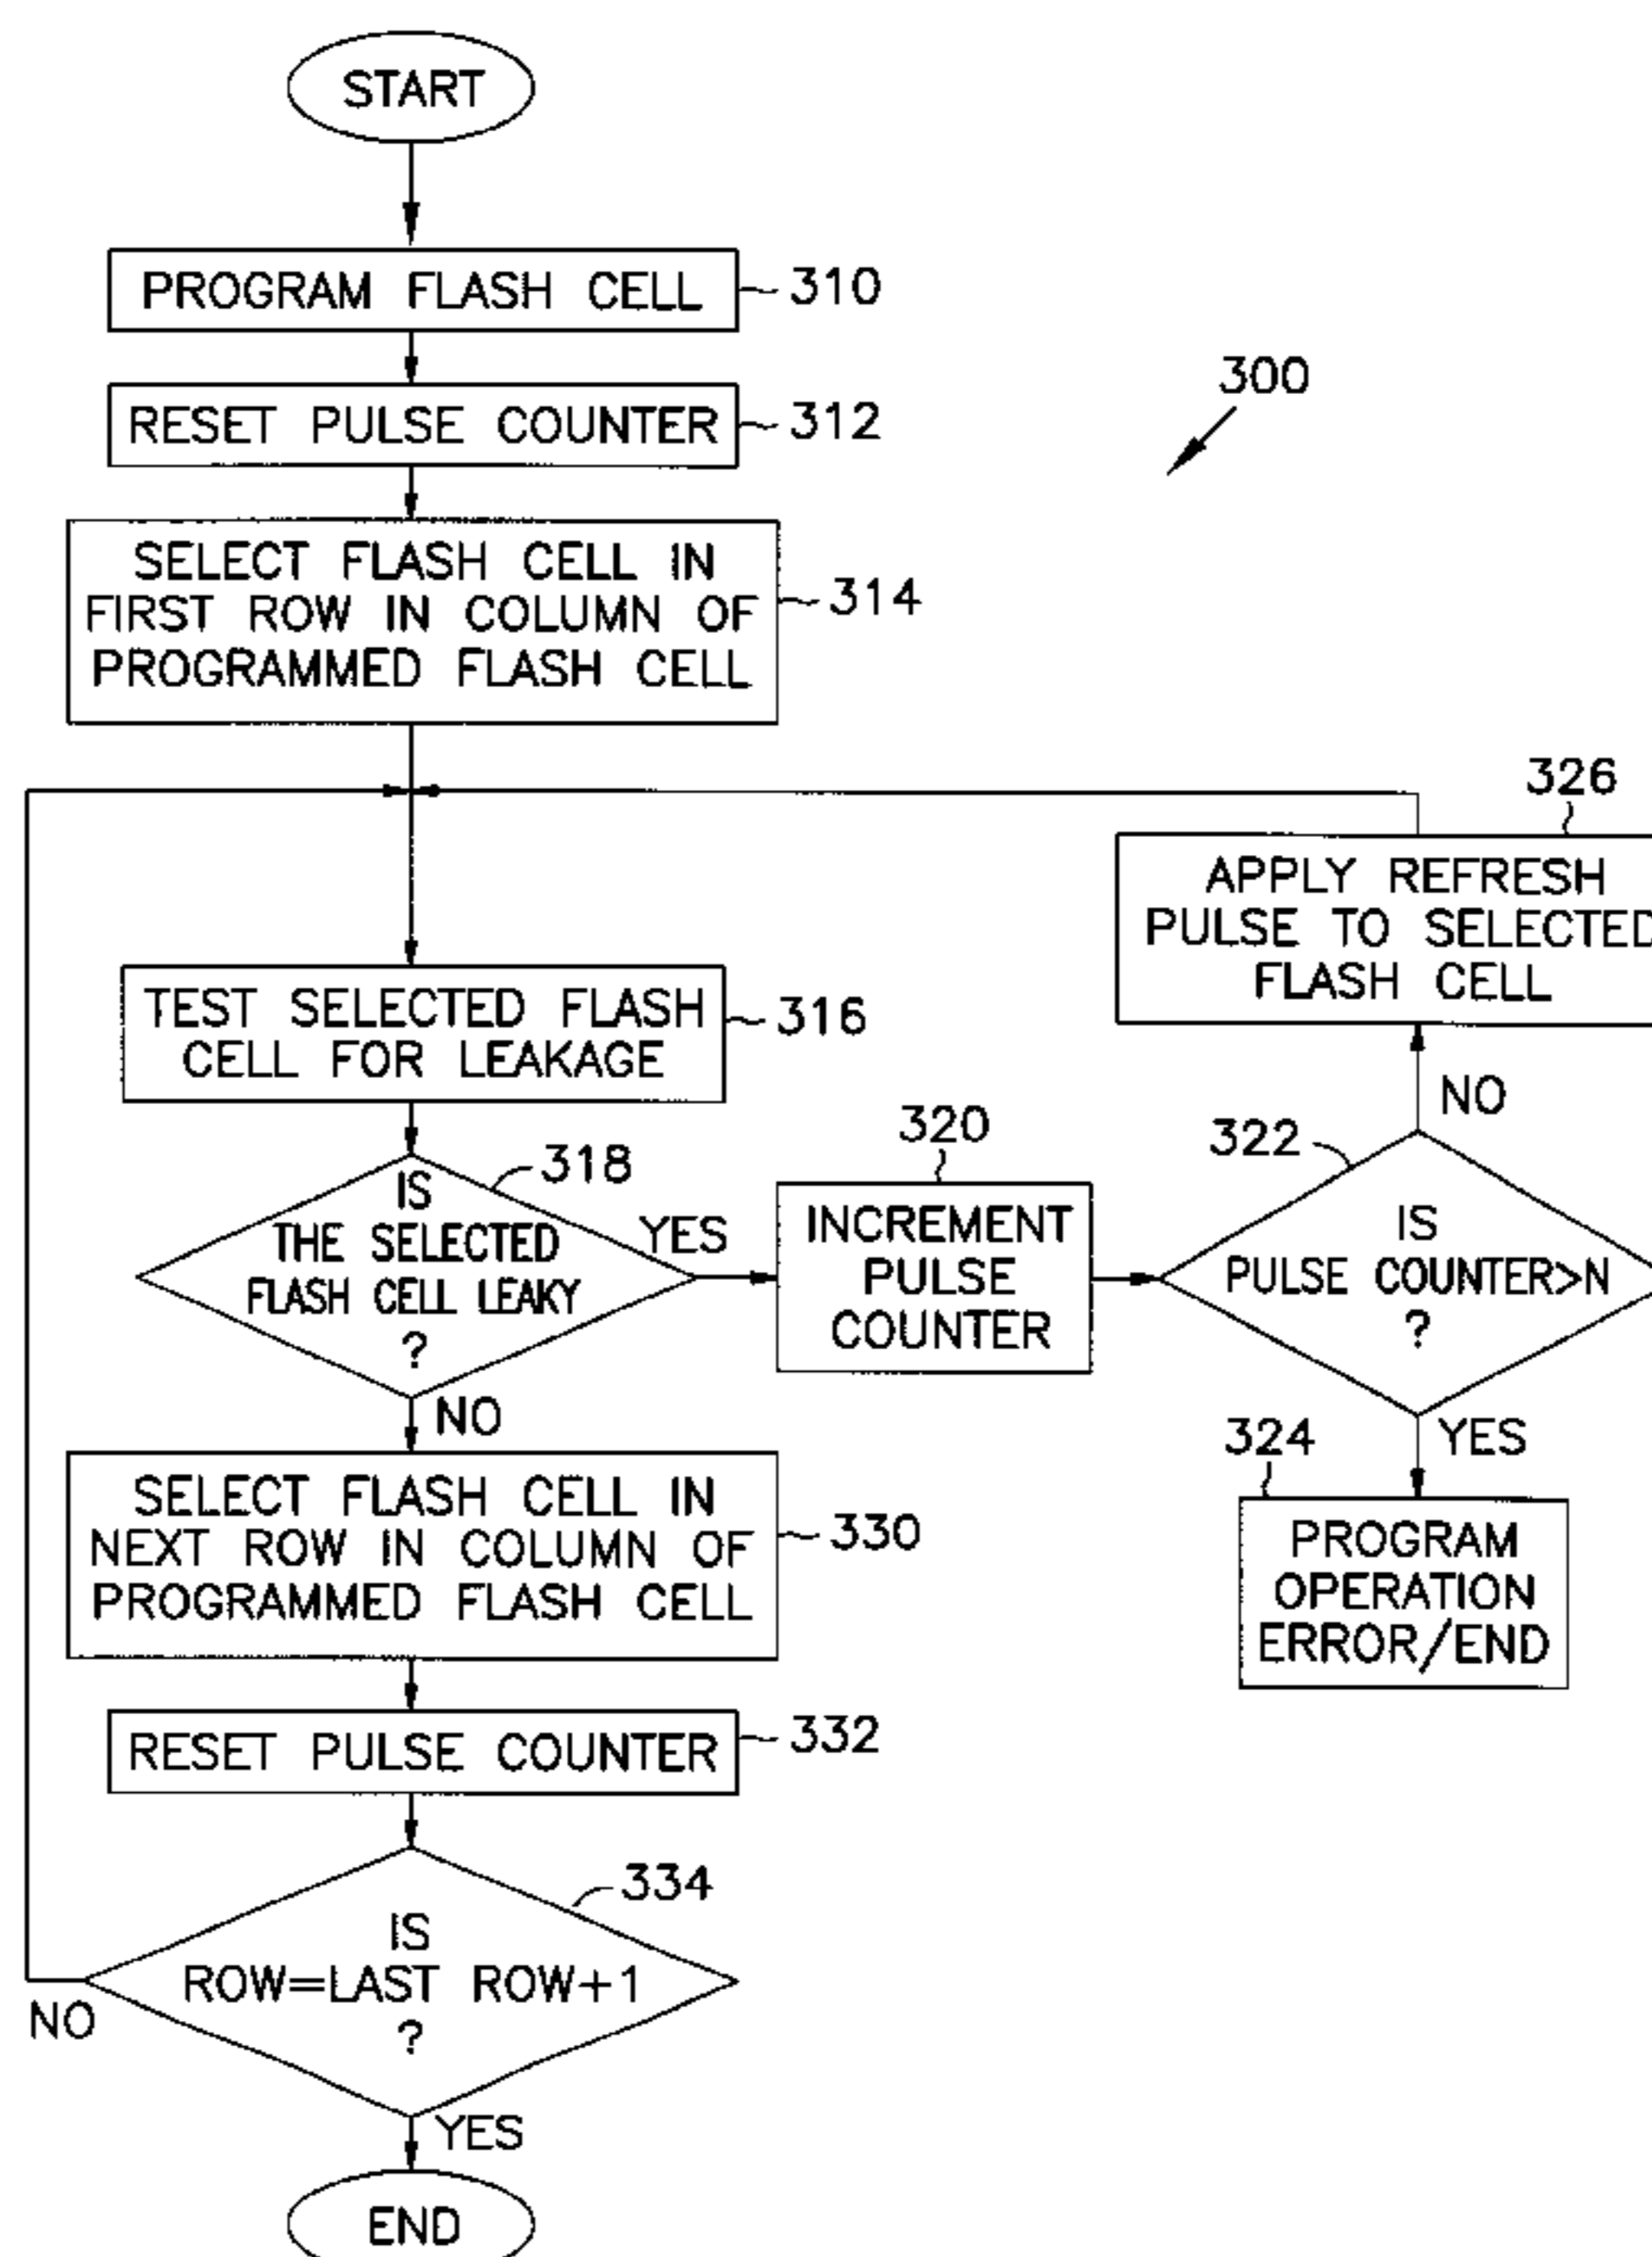 START
PROGRAM FLASH CELL
310
RESET PULSE COUNTER
312
300
SELECT FLASH CELL IN
FIRST ROW IN COLUMN OF
PROGRAMMED FLASH CELL
314
326
APPLY REFRESH
PULSE TO SELECTED
FLASH CELL
TEST SELECTED FLASH
CELL FOR LEAKAGE
316
NO
318
IS
THE SELECTED
FLASH CELL LEAKY
?
YES
320
INCREMENT
PULSE
COUNTER
322
IS
PULSE COUNTER>N
?
NO
YES
324
PROGRAM
OPERATION
ERROR/END
SELECT FLASH CELL IN
NEXT ROW IN COLUMN OF
PROGRAMMED FLASH CELL
330
RESET PULSE COUNTER
332
334
IS
ROW=LAST ROW+1
?
NO
YES
END